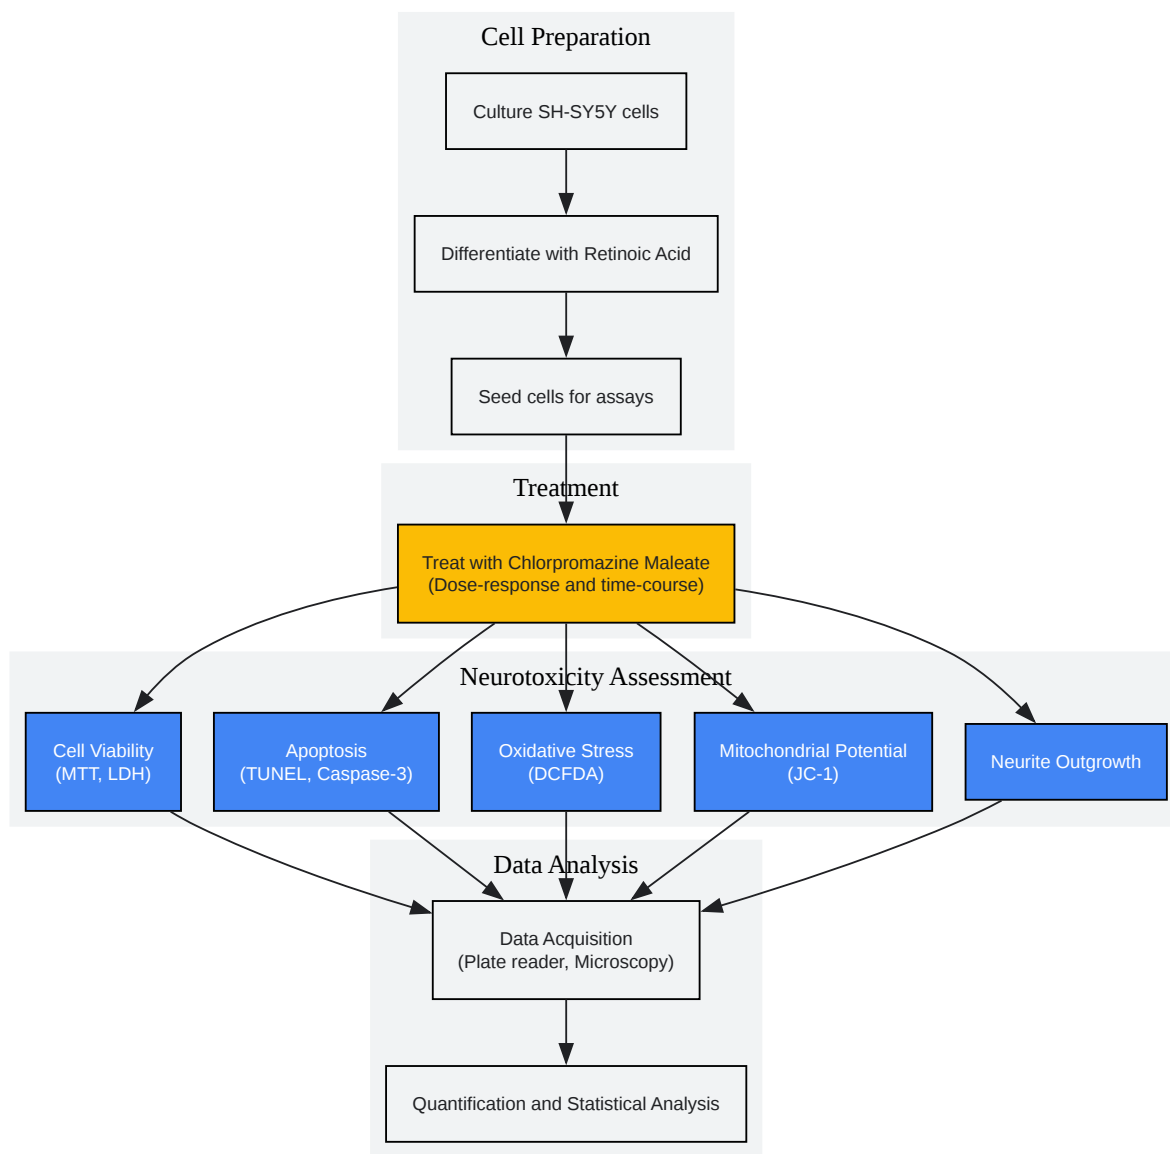 Cell Preparation
Culture SH-SY5Y cells
Differentiate with Retinoic Acid
Seed cells for assays
Treatment
Treat with Chlorpromazine Maleate
(Dose-response and time-course)
Neurotoxicity Assessment
Cell Viability
(MTT, LDH)
Apoptosis
(TUNEL, Caspase-3)
Oxidative Stress
(DCFDA)
Mitochondrial Potential
(JC-1)
Neurite Outgrowth
Data Analysis
Data Acquisition
(Plate reader, Microscopy)
Quantification and Statistical Analysis